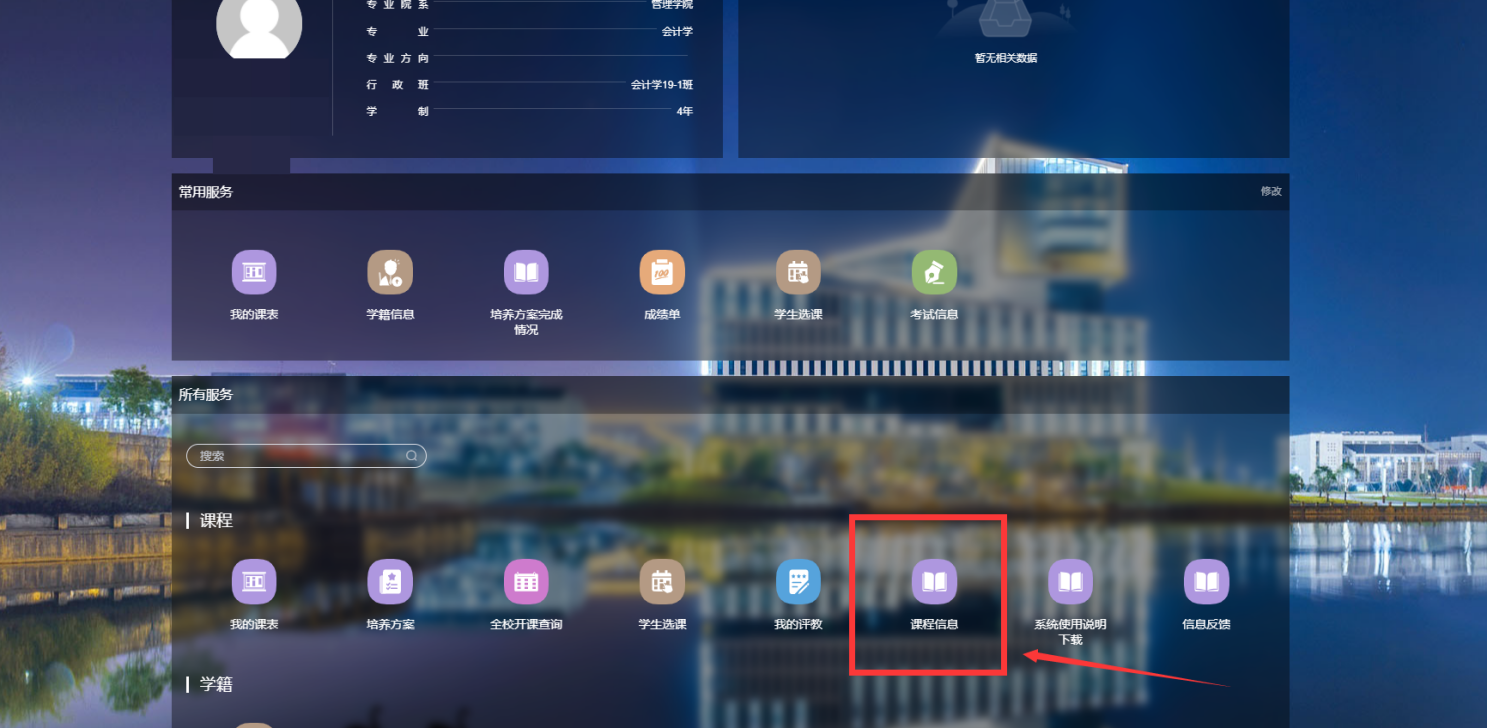 专业院系 管理学院
专业 会计学
专业方向
行政班 会计学19-1班
学制 4年
暂无相关数据
常用服务 修改
我的课表 学籍信息 培养方案完成情况 成绩单 学生选课 考试信息
所有服务
搜索
课程
我的课表 培养方案 全校开课查询 学生选课 我的评教 课程信息 系统使用说明下载 信息反馈
学籍